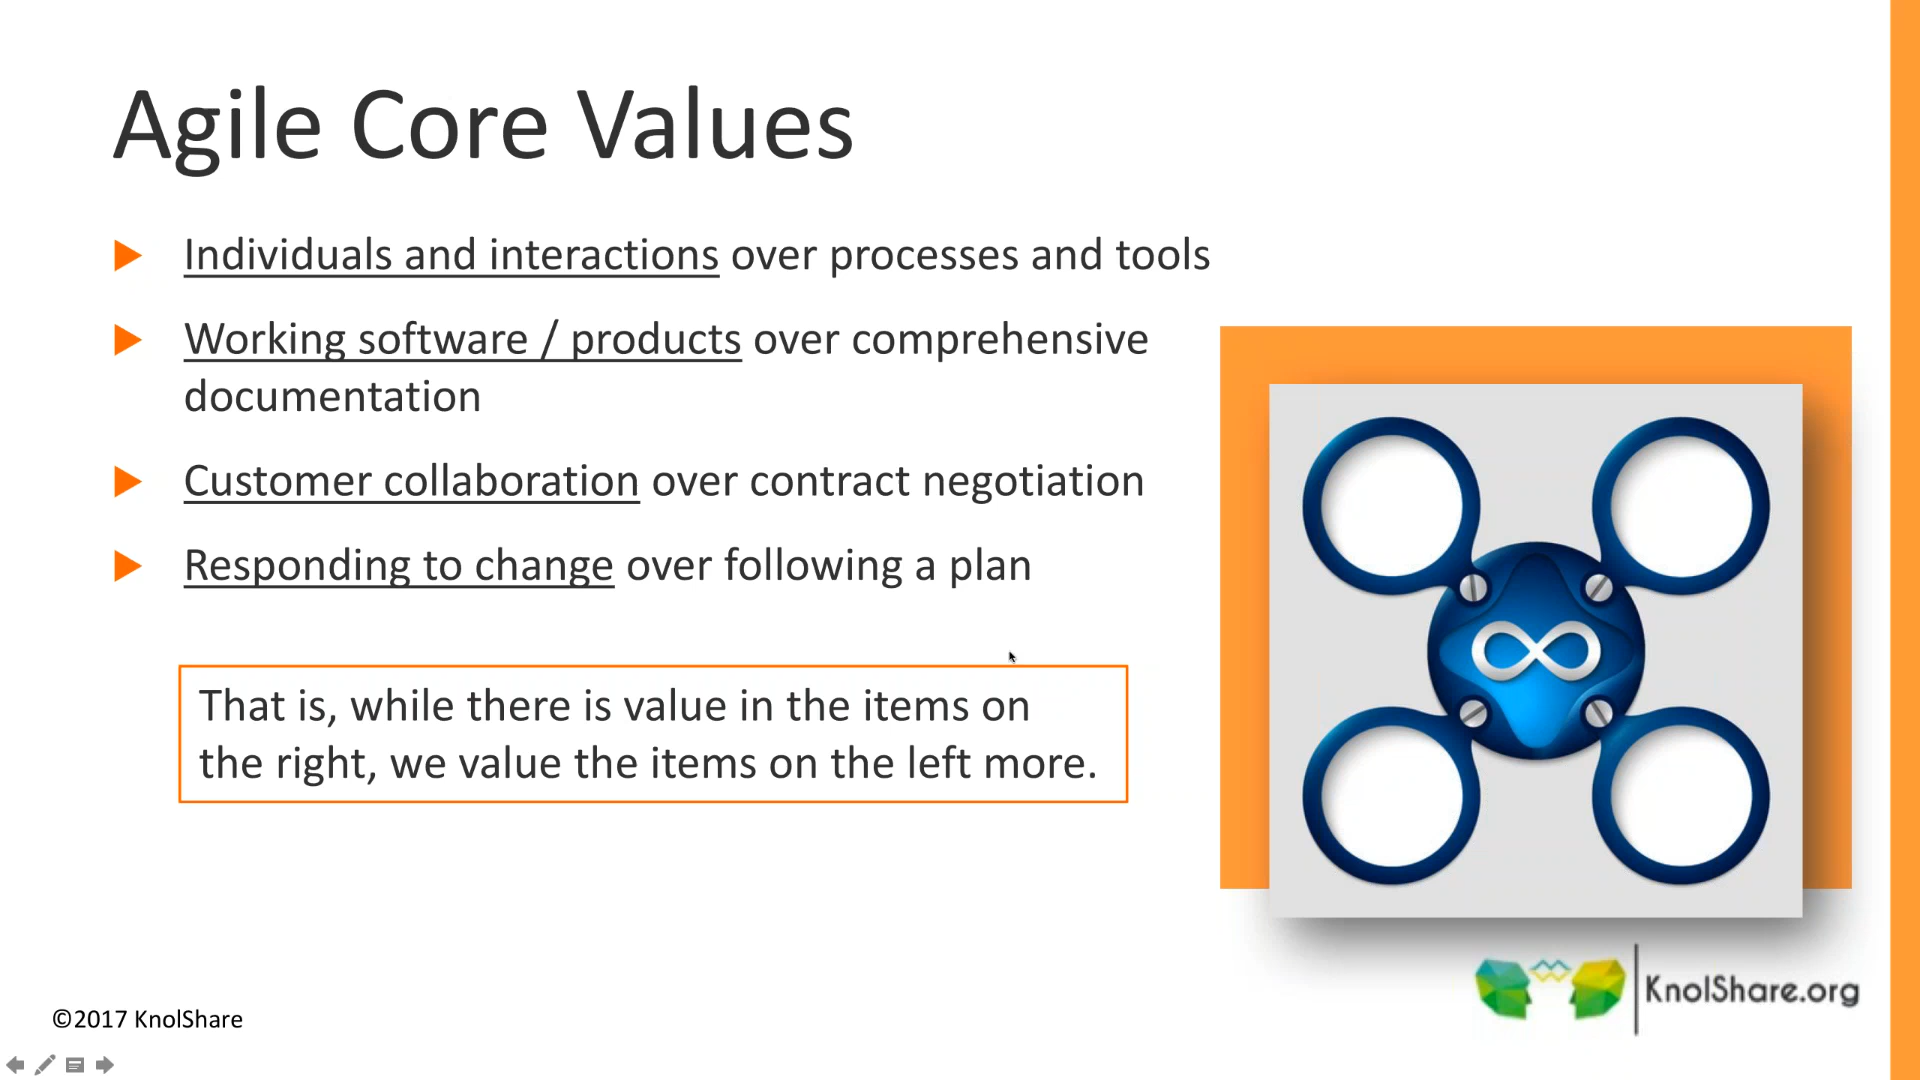 Agile Core Values
Individuals and interactions over processes and tools
Working software / products over comprehensive
documentation
Customer collaboration over contract negotiation
Responding to change over following a plan
That is, while there is value in the items on
the right, we value the items on the left more.
KnolShare.org
©2017 KnolShare